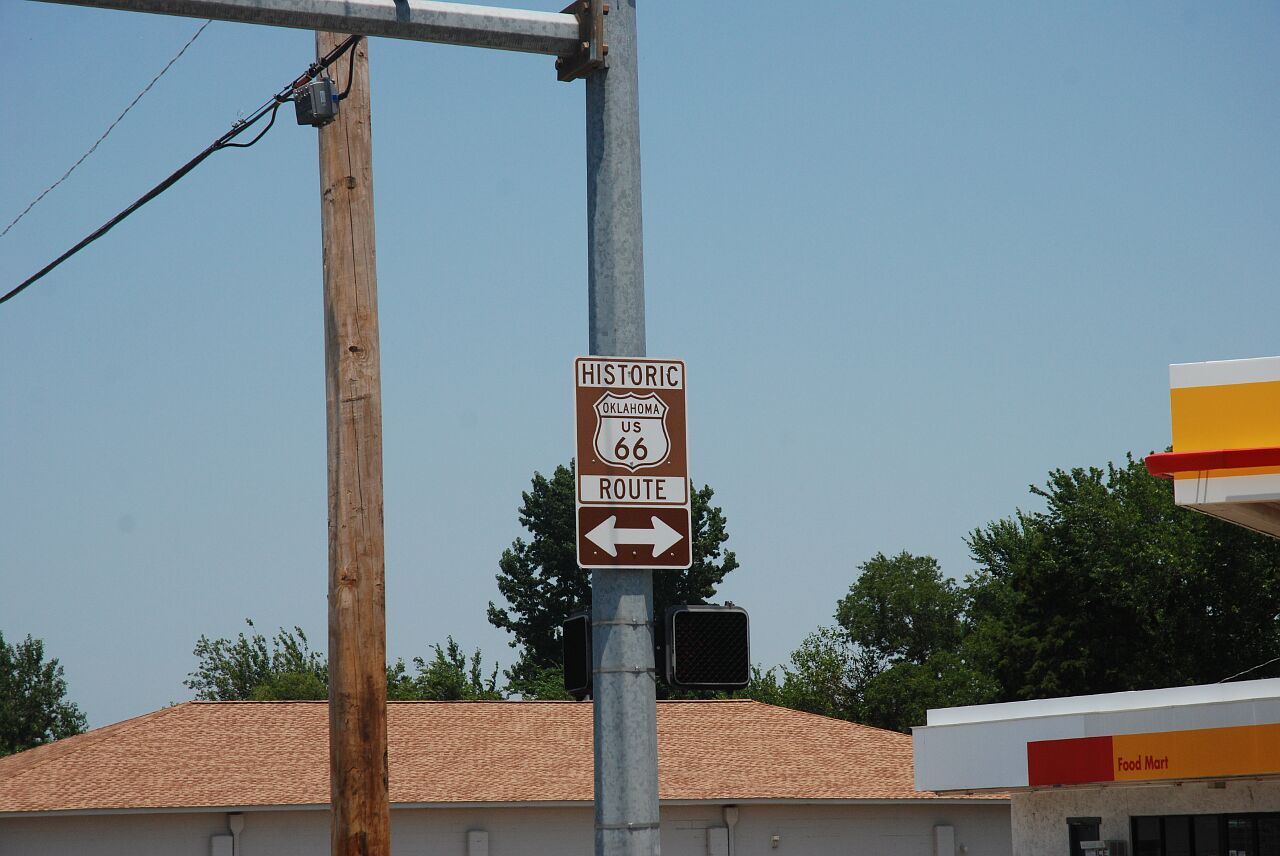 HISTORIC
OKLAHOMA
US
66
ROUTE
Food Mart